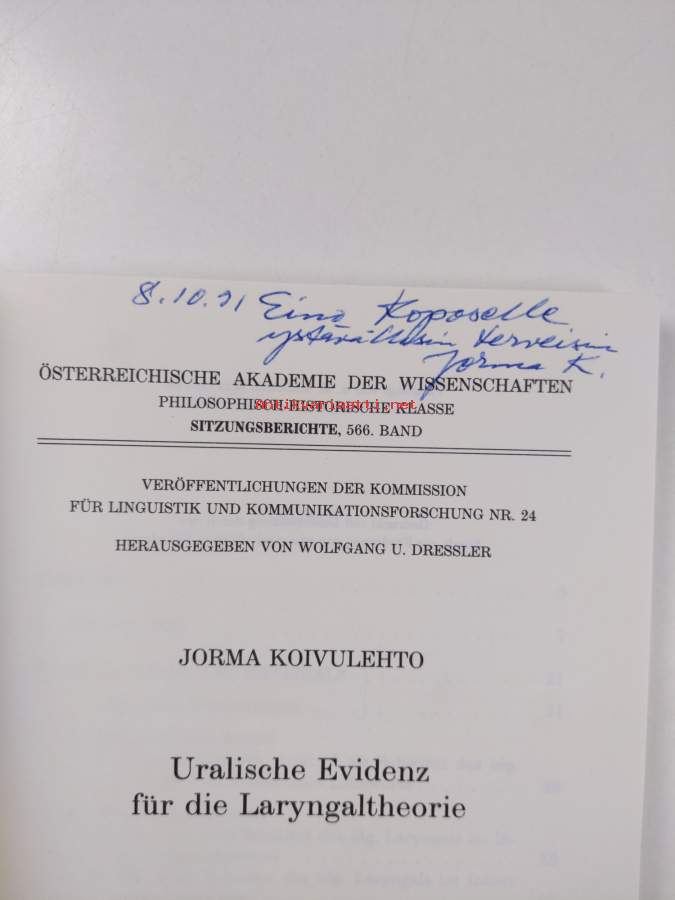 8.10.91 Eino Koposelle
ystävällisin terveisin
Jorma K.
ÖSTERREICHISCHE AKADEMIE DER WISSENSCHAFTEN
PHILOSOPHISCH-HISTORISCHE KLASSE
SITZUNGSBERICHTE, 566. BAND
VERÖFFENTLICHUNGEN DER KOMMISSION
FÜR LINGUISTIK UND KOMMUNIKATIONSFORSCHUNG NR. 24
HERAUSGEGEBEN VON WOLFGANG U. DRESSLER
JORMA KOIVULEHTO
Uralische Evidenz
für die Laryngaltheorie